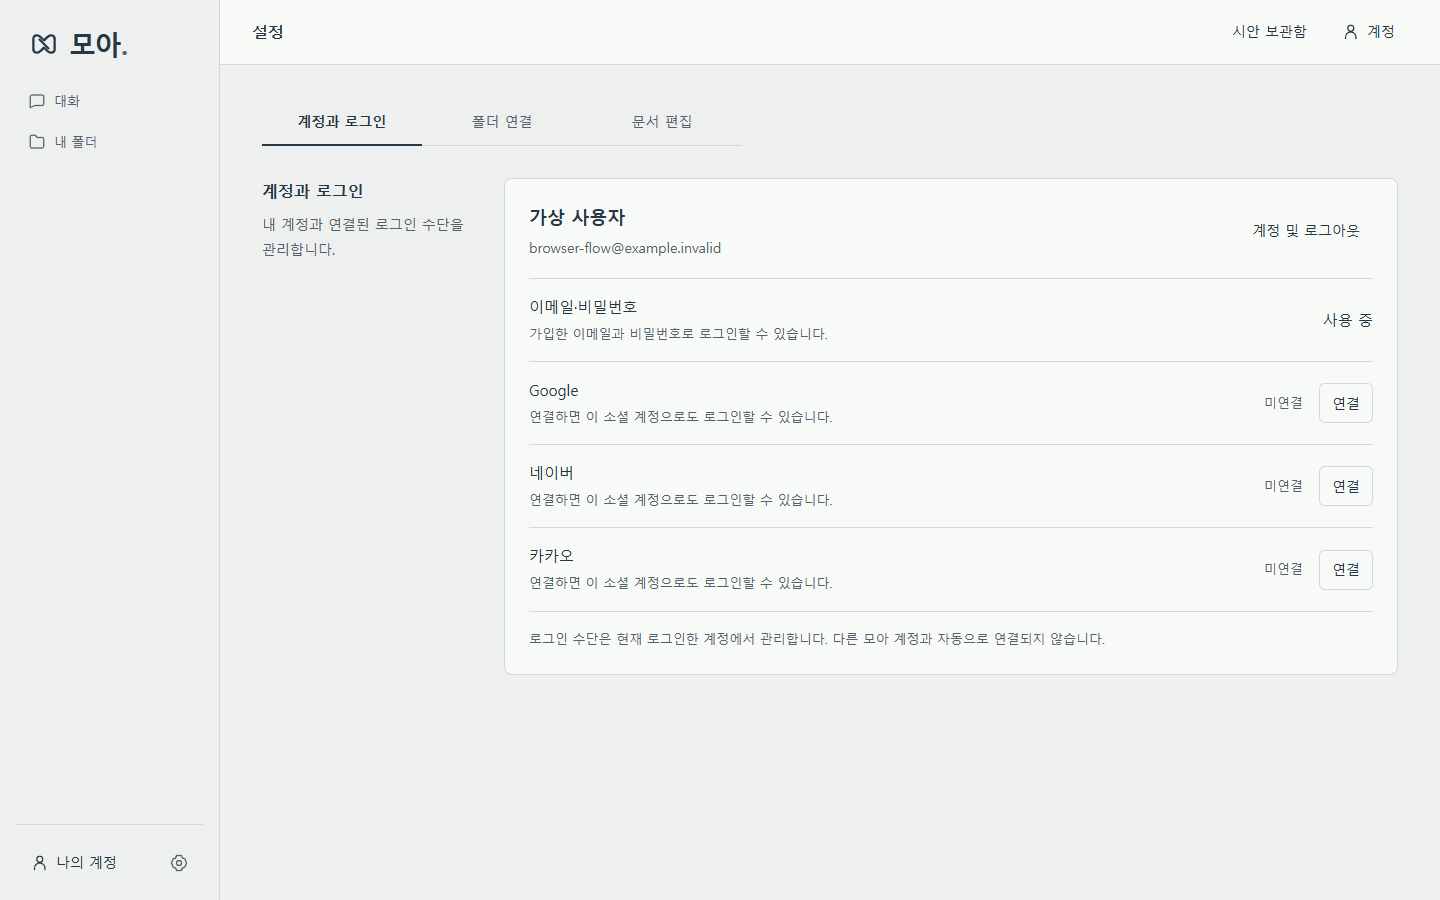 모아.
대화
내 폴더
나의 계정
설정
시안 보관함
계정
계정과 로그인
폴더 연결
문서 편집
계정과 로그인
내 계정과 연결된 로그인 수단을
관리합니다.
가상 사용자
browser-flow@example.invalid
계정 및 로그아웃
이메일·비밀번호
가입한 이메일과 비밀번호로 로그인할 수 있습니다.
사용 중
Google
연결하면 이 소셜 계정으로도 로그인할 수 있습니다.
미연결
연결
네이버
연결하면 이 소셜 계정으로도 로그인할 수 있습니다.
미연결
연결
카카오
연결하면 이 소셜 계정으로도 로그인할 수 있습니다.
미연결
연결
로그인 수단은 현재 로그인한 계정에서 관리합니다. 다른 모아 계정과 자동으로 연결되지 않습니다.